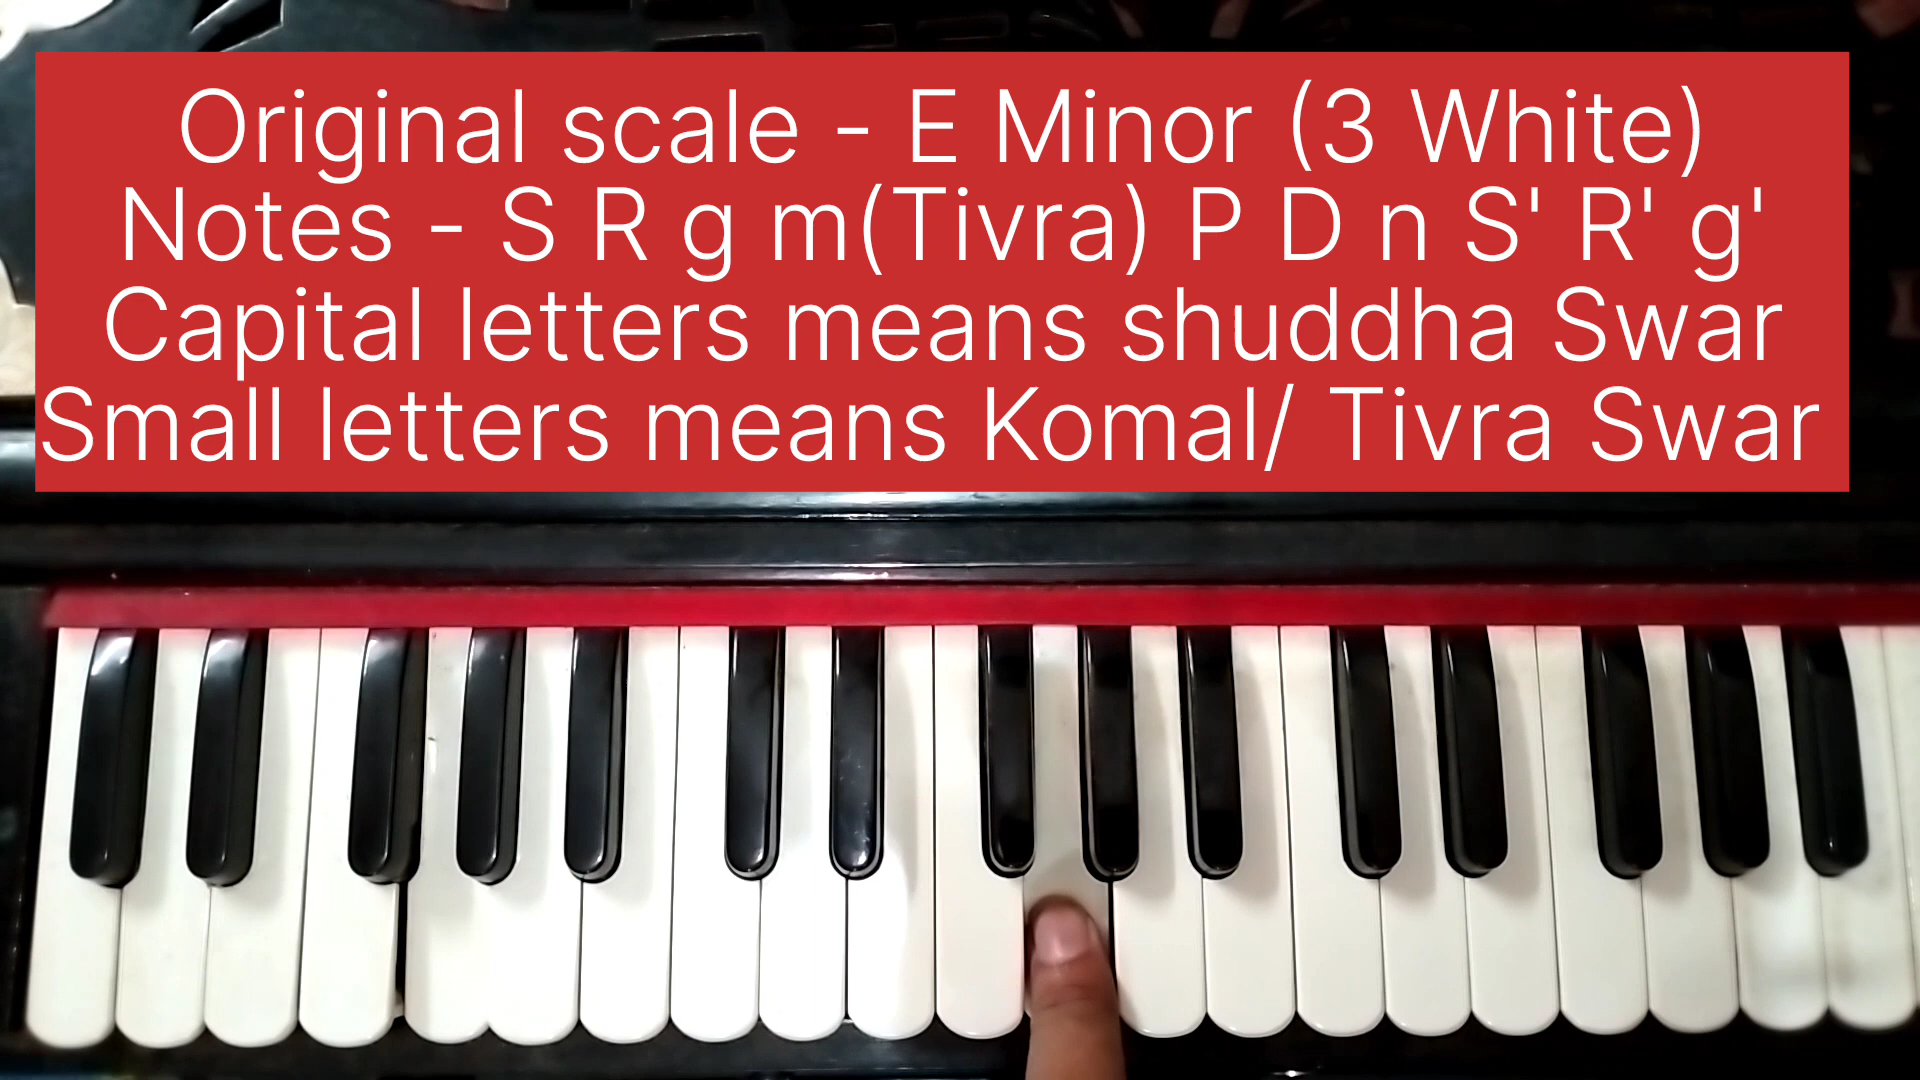 Original scale - E Minor (3 White)
Notes - S R g m(Tivra) P D n S' R' g'
Capital letters means shuddha Swar
Small letters means Komal/ Tivra Swar